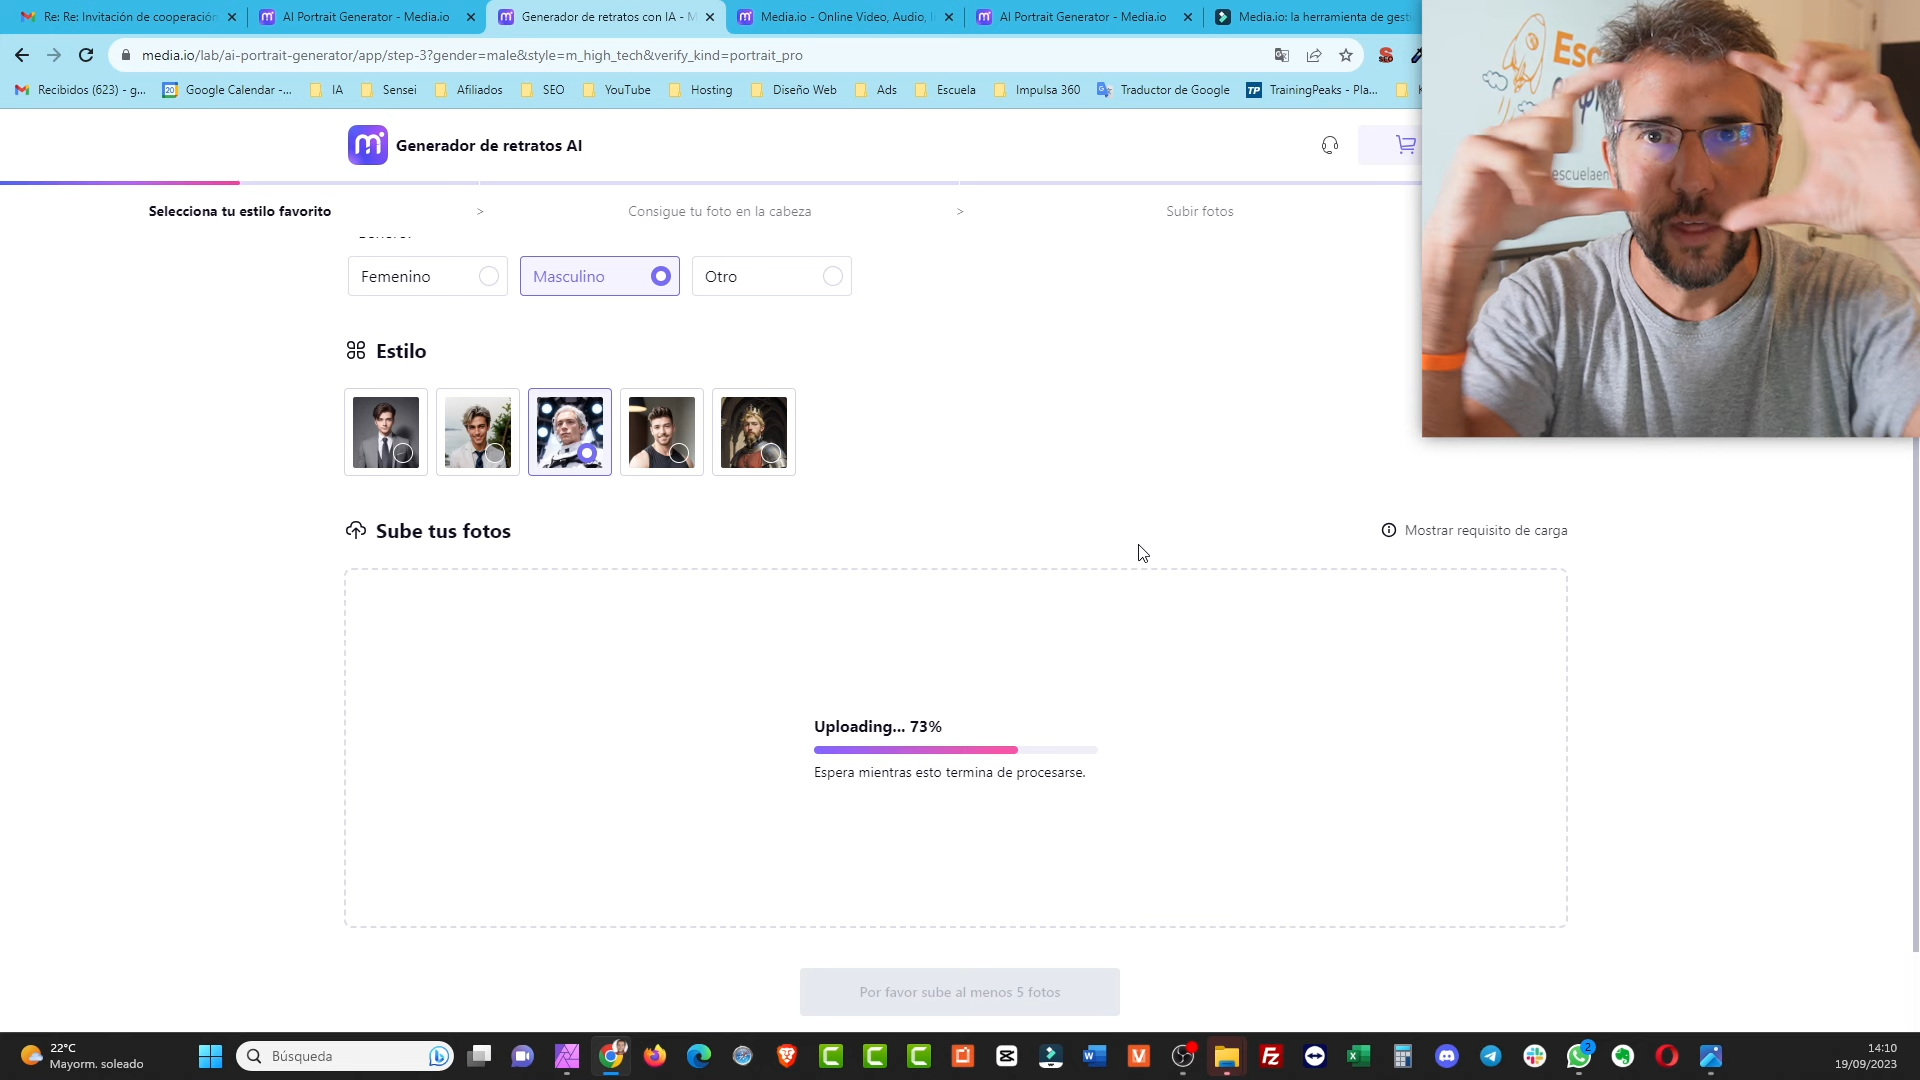 Re: Re: Invitación de cooperación
AI Portrait Generator - Media.io
Generador de retratos con IA - M
Media.io - Online Video, Audio, I
AI Portrait Generator - Media.io
Media.io: la herramienta de gesti
media.io/lab/ai-portrait-generator/app/step-3?gender=male&style=m_high_tech&verify_kind=portrait_pro
Recibidos (623) - g...
Google Calendar -...
IA
Sensei
Afiliados
SEO
YouTube
Hosting
Diseño Web
Ads
Escuela
Impulsa 360
Traductor de Google
TrainingPeaks - Pla...
Generador de retratos AI
Selecciona tu estilo favorito
>
Consigue tu foto en la cabeza
>
Subir fotos
Femenino
Masculino
Otro
Estilo
Sube tus fotos
Mostrar requisito de carga
Uploading... 73%
Espera mientras esto termina de procesarse.
Por favor sube al menos 5 fotos
escuelaen
22°C
Mayorm. soleado
Búsqueda
14:10
19/09/2023